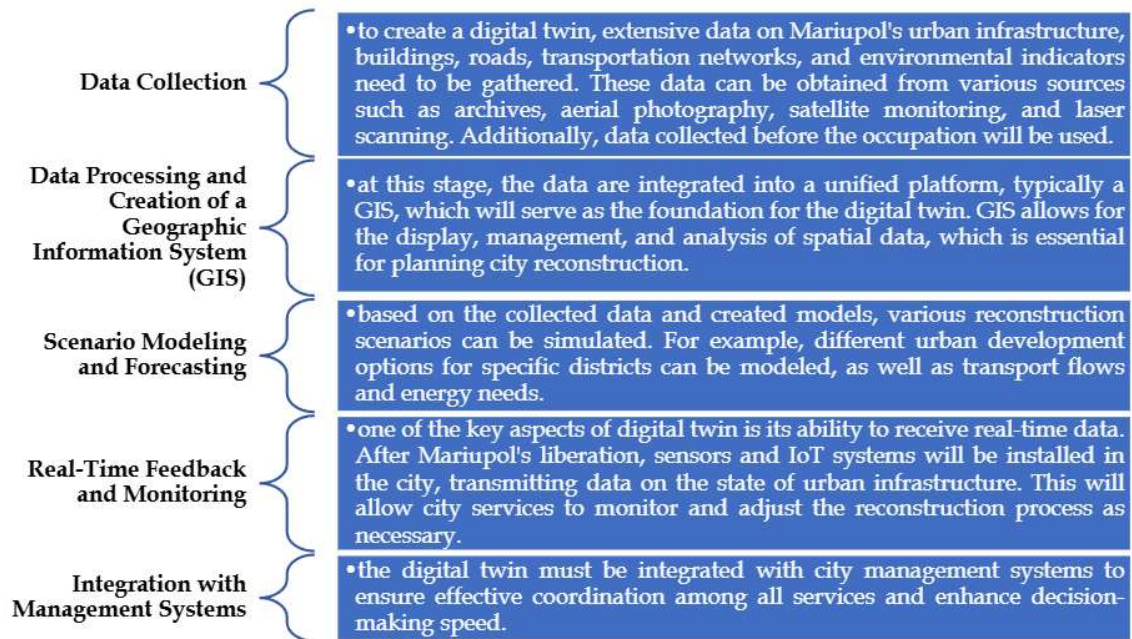 Data Collection
•to create a digital twin, extensive data on Mariupol's urban infrastructure,
buildings, roads, transportation networks, and environmental indicators
need to be gathered. These data can be obtained from various sources
such as archives, aerial photography, satellite monitoring, and laser
scanning. Additionally, data collected before the occupation will be used.
Data Processing and
Creation of a
Geographic
Information System
(GIS)
•at this stage, the data are integrated into a unified platform, typically a
GIS, which will serve as the foundation for the digital twin. GIS allows for
the display, management, and analysis of spatial data, which is essential
for planning city reconstruction.
Scenario Modeling
and Forecasting
•based on the collected data and created models, various reconstruction
scenarios can be simulated. For example, different urban development
options for specific districts can be modeled, as well as transport flows
and energy needs.
Real-Time Feedback
and Monitoring
•one of the key aspects of digital twin is its ability to receive real-time data.
After Mariupol's liberation, sensors and IoT systems will be installed in
the city, transmitting data on the state of urban infrastructure. This will
allow city services to monitor and adjust the reconstruction process as
necessary.
Integration with
Management Systems
•the digital twin must be integrated with city management systems to
ensure effective coordination among all services and enhance decision-
making speed.